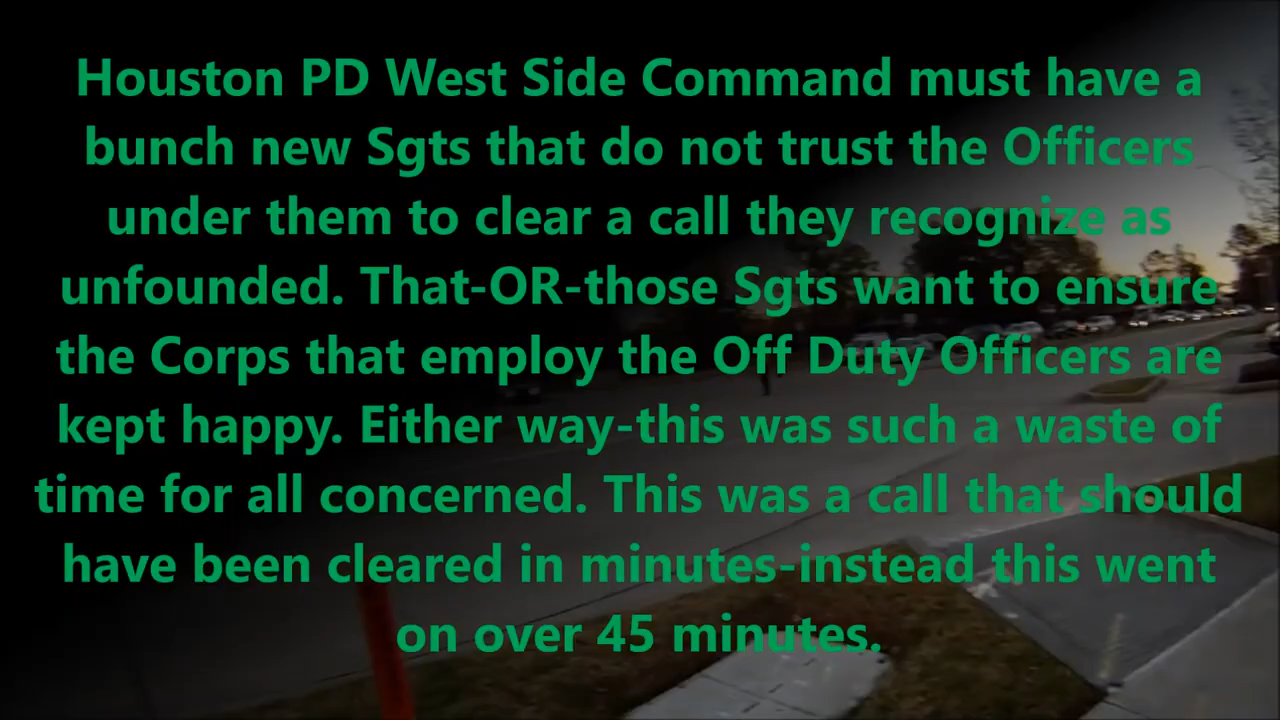 Houston PD West Side Command must have a
bunch new Sgts that do not trust the Officers
under them to clear a call they recognize as
unfounded. That-OR-those Sgts want to ensure
the Corps that employ the Off Duty Officers are
kept happy. Either way-this was such a waste of
time for all concerned. This was a call that should
have been cleared in minutes-instead this went
on over 45 minutes.